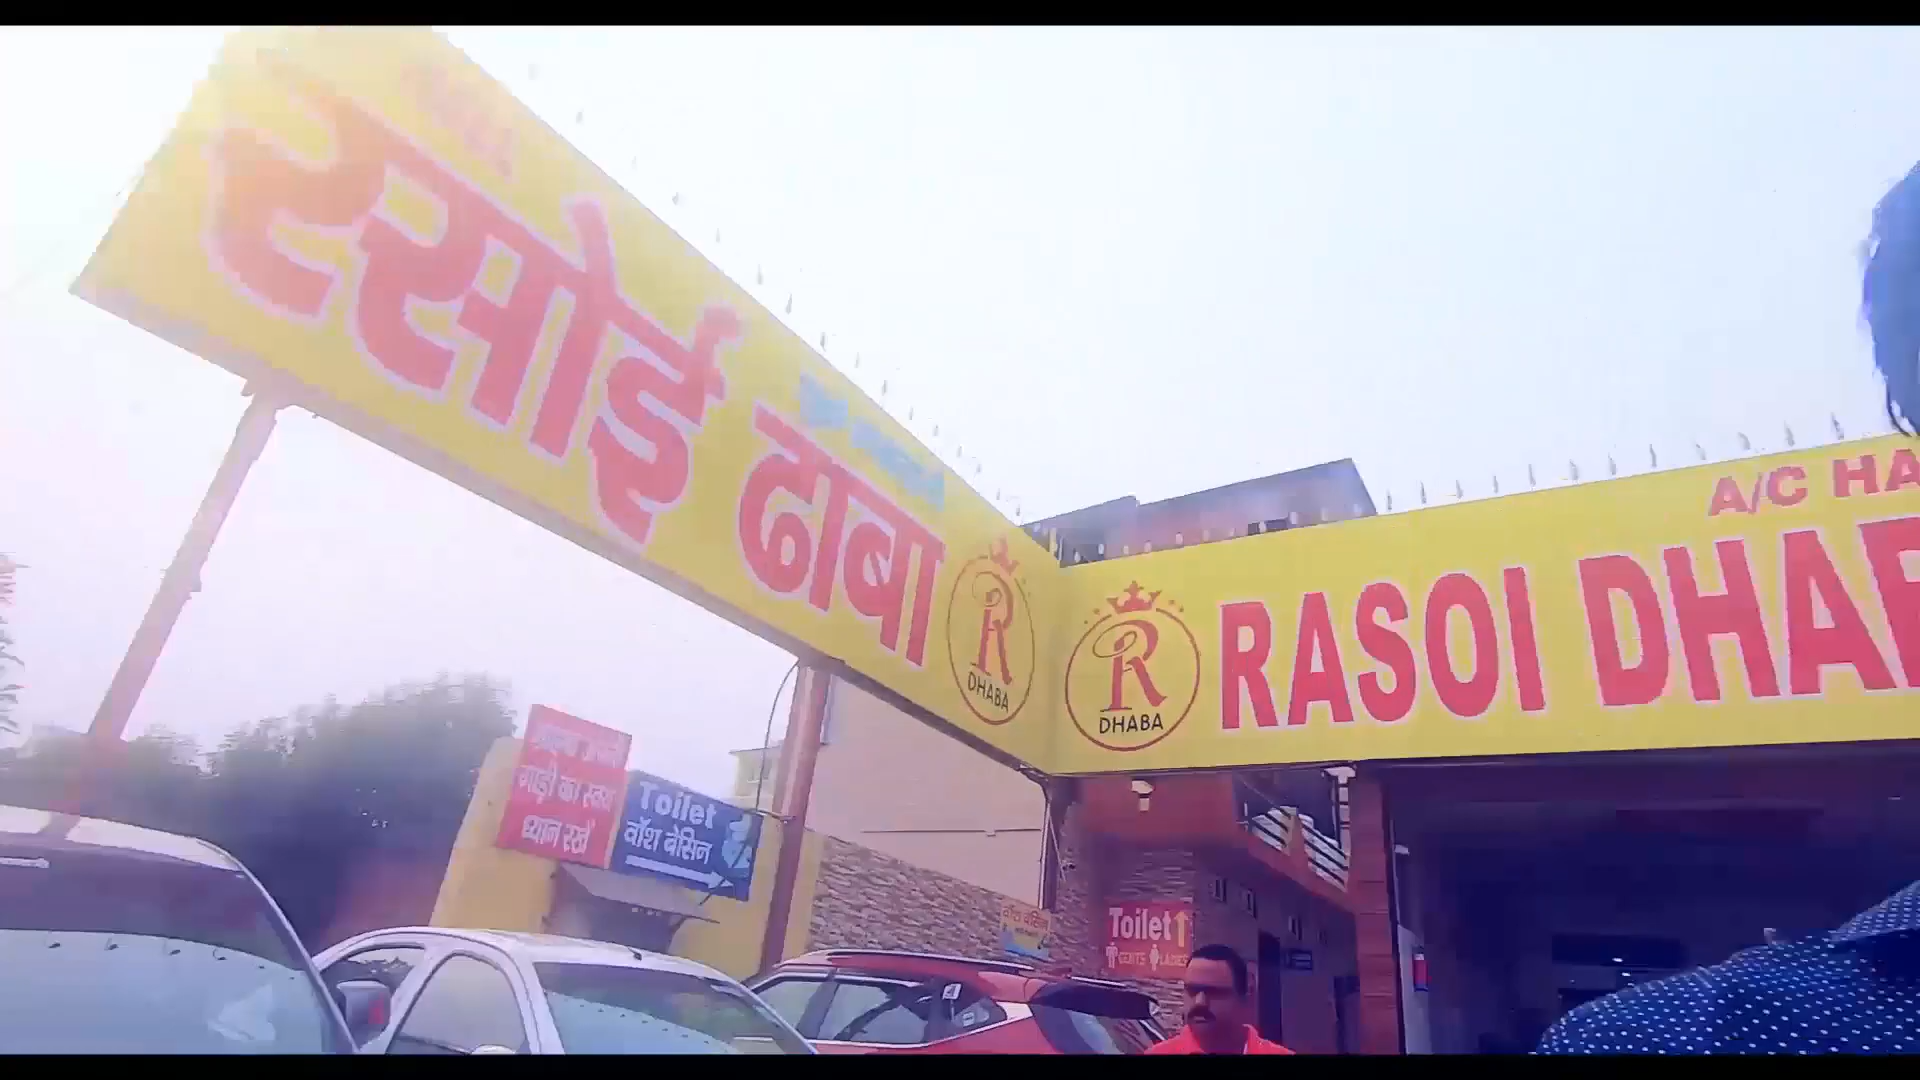 रसोई ढाबा
R
DHABA
R
DHABA
A/C HA
RASOI DHAB
गाड़ी का स्वयं
ध्यान रखें
Toilet
वॉश बेसिन
वॉश बेसिन
Toilet
GENTS LADIES